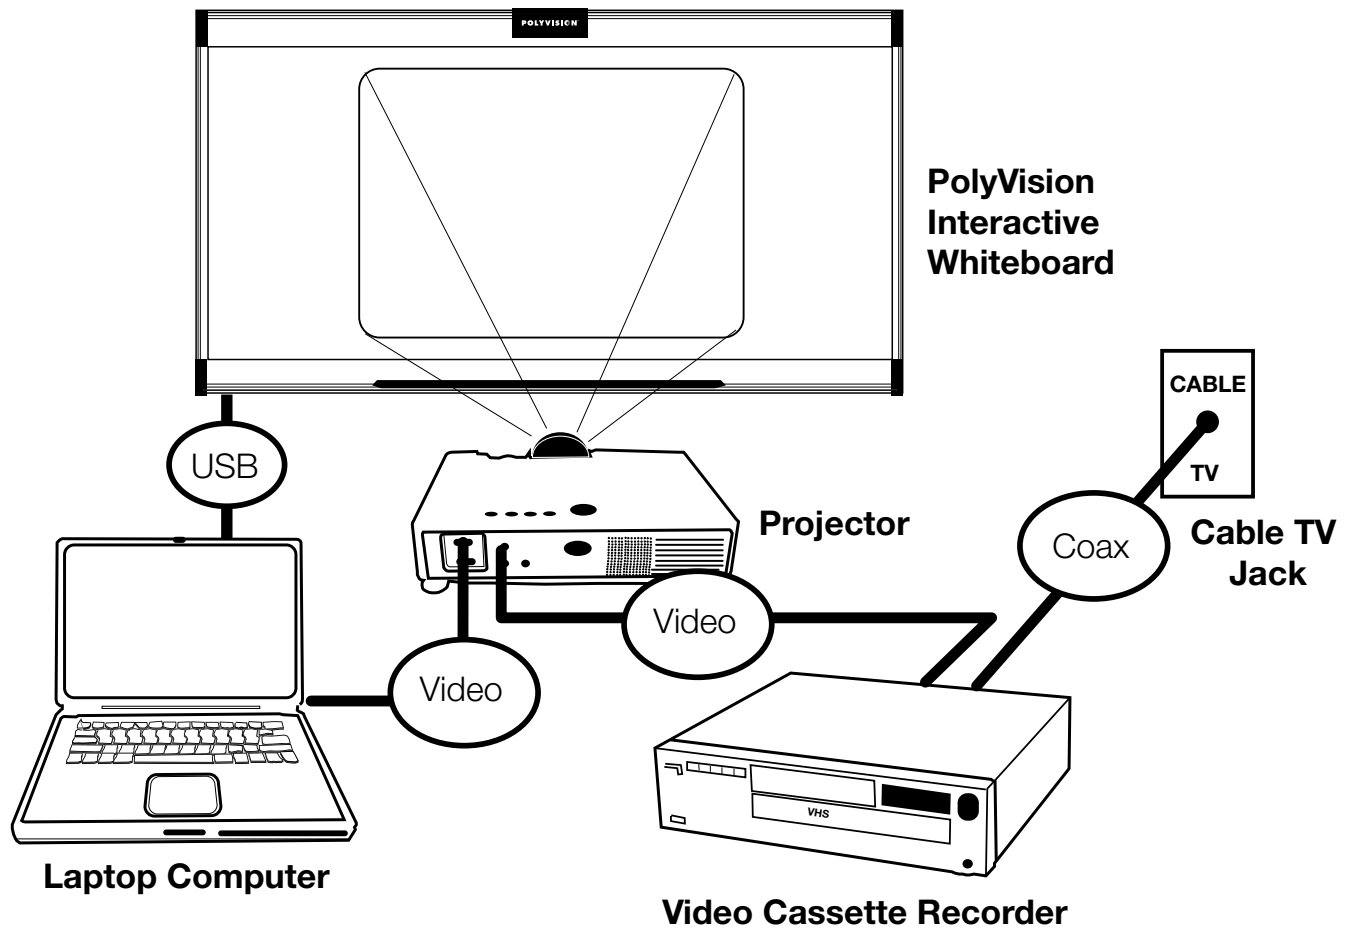 POLYVISION
PolyVision
Interactive
Whiteboard
CABLE
TV
USB
Projector
Coax
Cable TV
Jack
Video
Video
VHS
Laptop Computer
Video Cassette Recorder